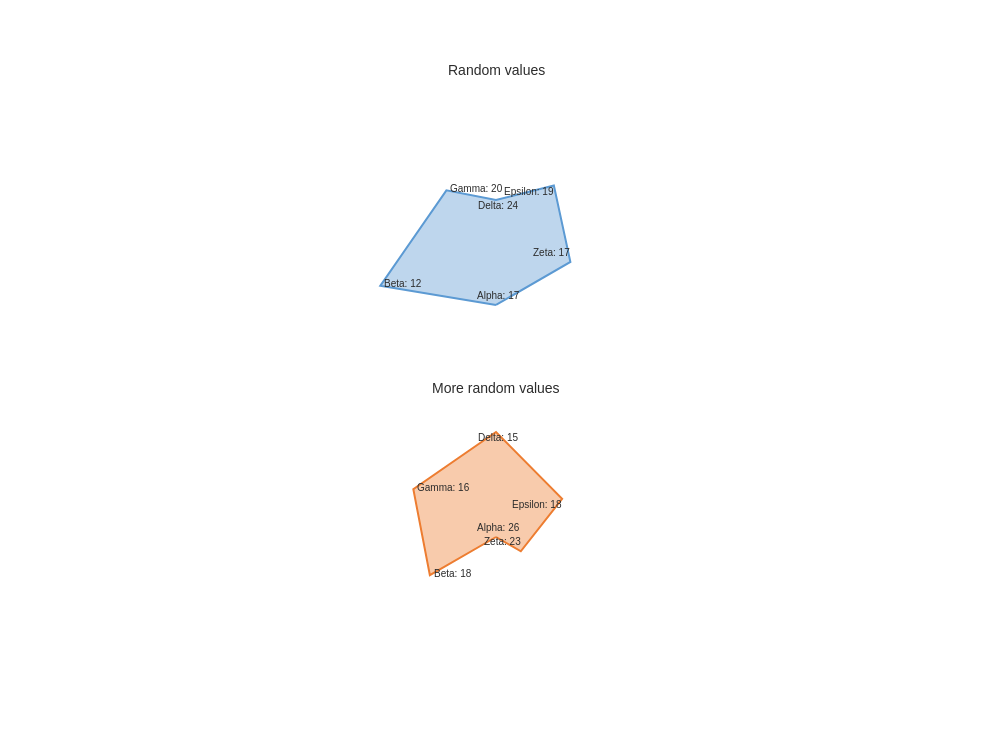 Random values
Gamma: 20
Epsilon: 19
Delta: 24
Zeta: 17
Beta: 12
Alpha: 17
More random values
Delta: 15
Gamma: 16
Epsilon: 18
Alpha: 26
Zeta: 23
Beta: 18